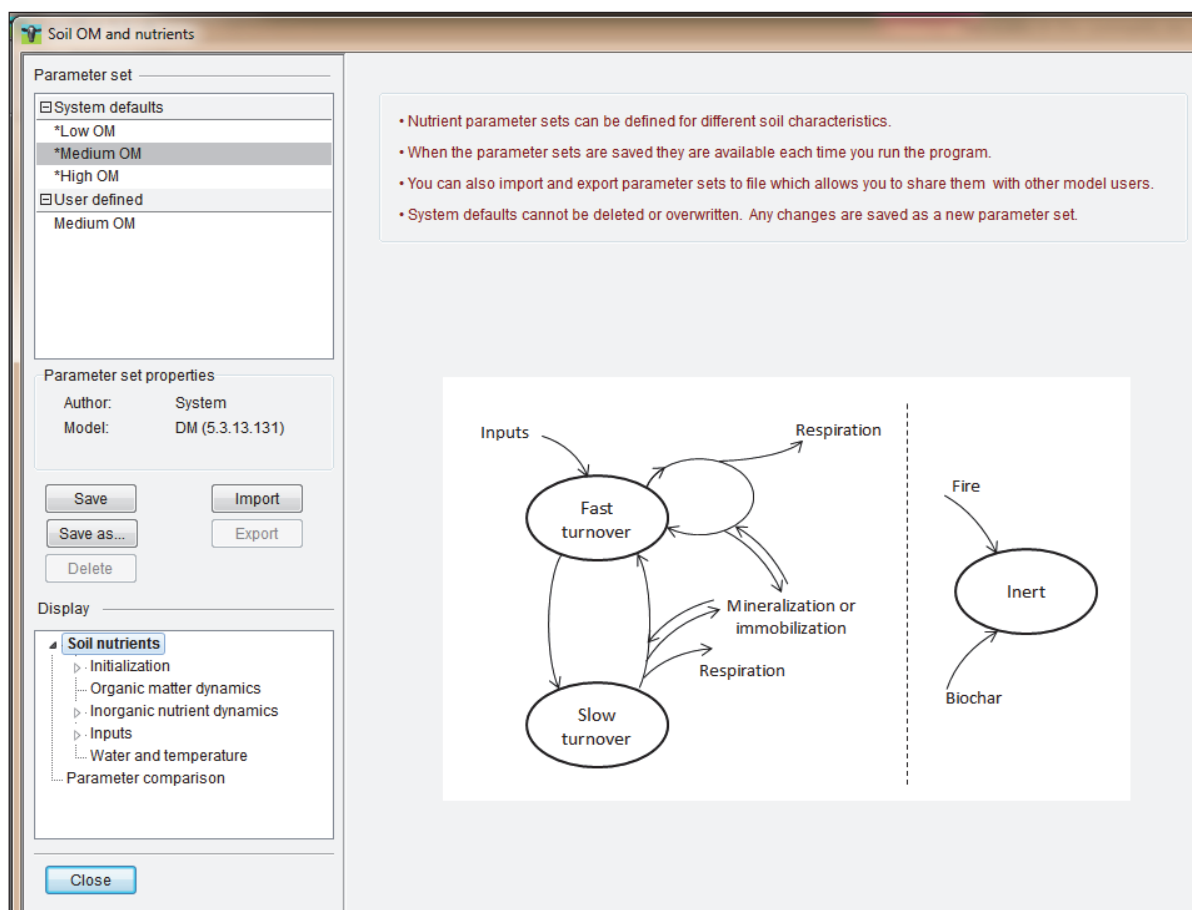 Soil OM and nutrients
Parameter set
System defaults
*Low OM
*Medium OM
*High OM
User defined
Medium OM
Parameter set properties
Author: System
Model: DM (5.3.13.131)
Save Import
Save as... Export
Delete
Display
Soil nutrients
Initialization
Organic matter dynamics
Inorganic nutrient dynamics
Inputs
Water and temperature
Parameter comparison
Close
• Nutrient parameter sets can be defined for different soil characteristics.
• When the parameter sets are saved they are available each time you run the program.
• You can also import and export parameter sets to file which allows you to share them with other model users.
• System defaults cannot be deleted or overwritten. Any changes are saved as a new parameter set.
Inputs
Respiration
Fast
turnover
Mineralization or
immobilization
Respiration
Slow
turnover
Fire
Inert
Biochar